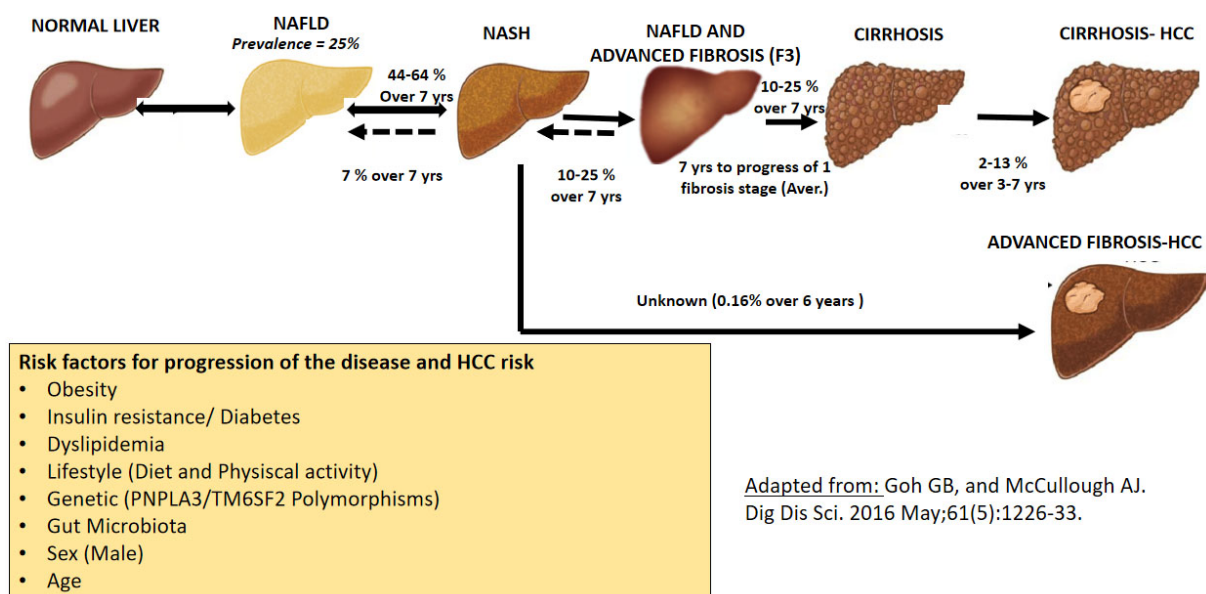 NORMAL LIVER
NAFLD
Prevalence = 25%
NASH
NAFLD AND
ADVANCED FIBROSIS (F3)
CIRRHOSIS
CIRRHOSIS- HCC
44-64 %
Over 7 yrs
7 % over 7 yrs
10-25 %
over 7 yrs
10-25 %
over 7 yrs
7 yrs to progress of 1
fibrosis stage (Aver.)
2-13 %
over 3-7 yrs
ADVANCED FIBROSIS-HCC
Unknown (0.16% over 6 years )
Risk factors for progression of the disease and HCC risk
• Obesity
• Insulin resistance/ Diabetes
• Dyslipidemia
• Lifestyle (Diet and Physiscal activity)
• Genetic (PNPLA3/TM6SF2 Polymorphisms)
• Gut Microbiota
• Sex (Male)
• Age
Adapted from: Goh GB, and McCullough AJ.
Dig Dis Sci. 2016 May;61(5):1226-33.